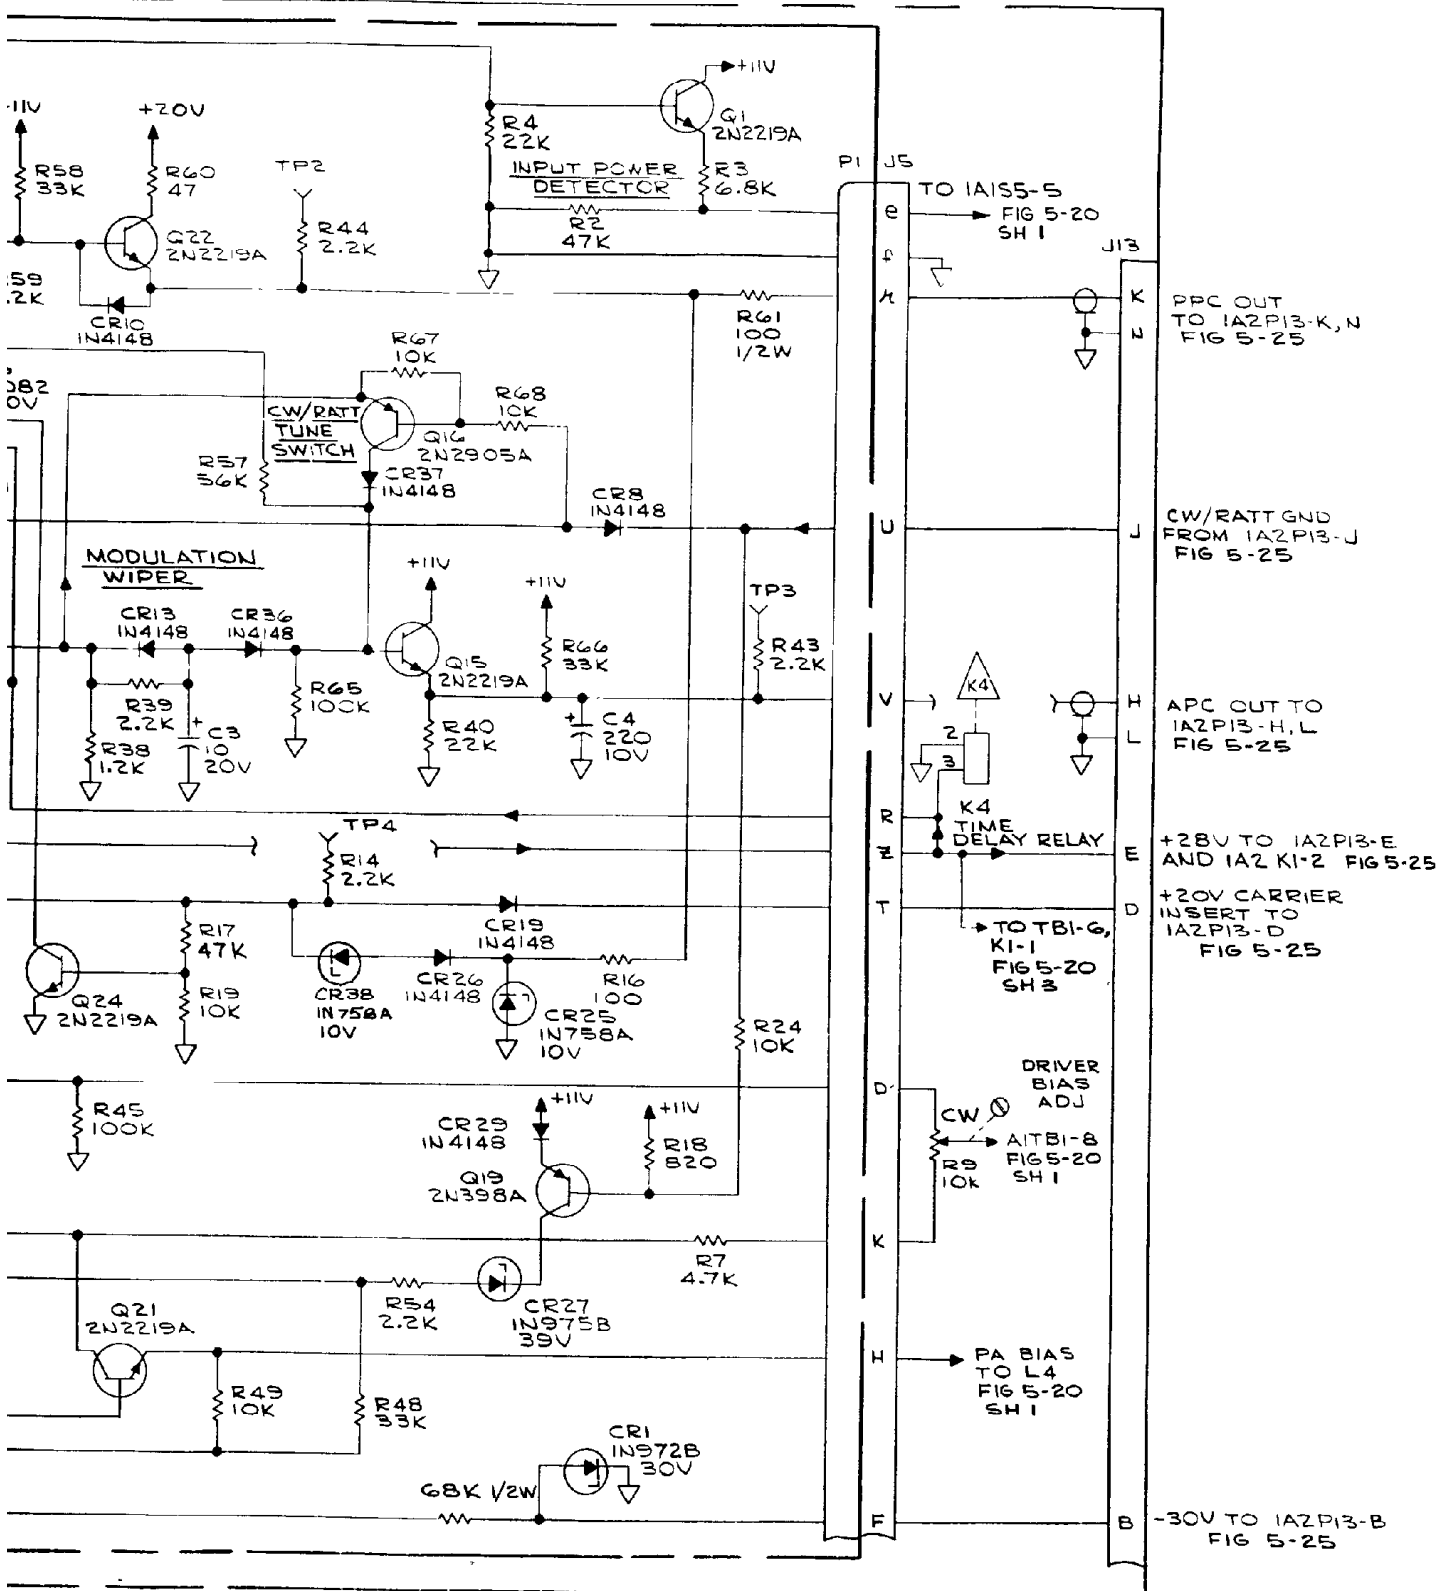 +11V
-11V
+20V
R4
22K
Q1
2N2219A
R58
33K
R60
47
TP2
INPUT POWER
DETECTOR
R3
6.8K
P1
J5
TO 1A1S5-5
FIG 5-20
SH 1
e
R2
47K
Q22
2N2219A
R44
2.2K
J13
f
R59
.2K
CR10
1N4148
R61
100
1/2W
r
K
N
PPC OUT
TO 1A2P13-K, N
FIG 5-25
R67
10K
082
0V
CW/RATT
TUNE
SWITCH
R68
10K
Q16
2N2905A
R57
56K
CR37
1N4148
CR8
1N4148
U
J
CW/RATT GND
FROM 1A2P13-J
FIG 5-25
MODULATION
WIPER
+11V
+11V
TP3
CR13
1N4148
CR36
1N4148
Q15
2N2219A
R66
33K
R43
2.2K
K4
R39
2.2K
R65
100K
V
H
L
APC OUT TO
1A2P13-H, L
FIG 5-25
R38
1.2K
+
C3
10
20V
R40
22K
+
C4
220
10V
2
3
R
K4
TIME
DELAY RELAY
TP4
R14
2.2K
z
E
+28V TO 1A2P13-E
AND 1A2 K1-2 FIG 5-25
T
D
+20V CARRIER
INSERT TO
1A2P13-D
FIG 5-25
R17
47K
CR19
1N4148
TO TB1-6,
K1-1
FIG 5-20
SH 3
Q24
2N2219A
R19
10K
CR38
1N758A
10V
CR26
1N4148
R16
100
CR25
1N758A
10V
R24
10K
R45
100K
D
DRIVER
BIAS
ADJ
CW
A1TB1-8
FIG 5-20
SH 1
R9
10K
CR29
1N4148
+11V
+11V
R18
820
Q19
2N398A
K
R7
4.7K
R54
2.2K
CR27
1N975B
39V
Q21
2N2219A
H
PA BIAS
TO L4
FIG 5-20
SH 1
R49
10K
R48
33K
CR1
1N972B
30V
68K 1/2W
F
B
-30V TO 1A2P13-B
FIG 5-25